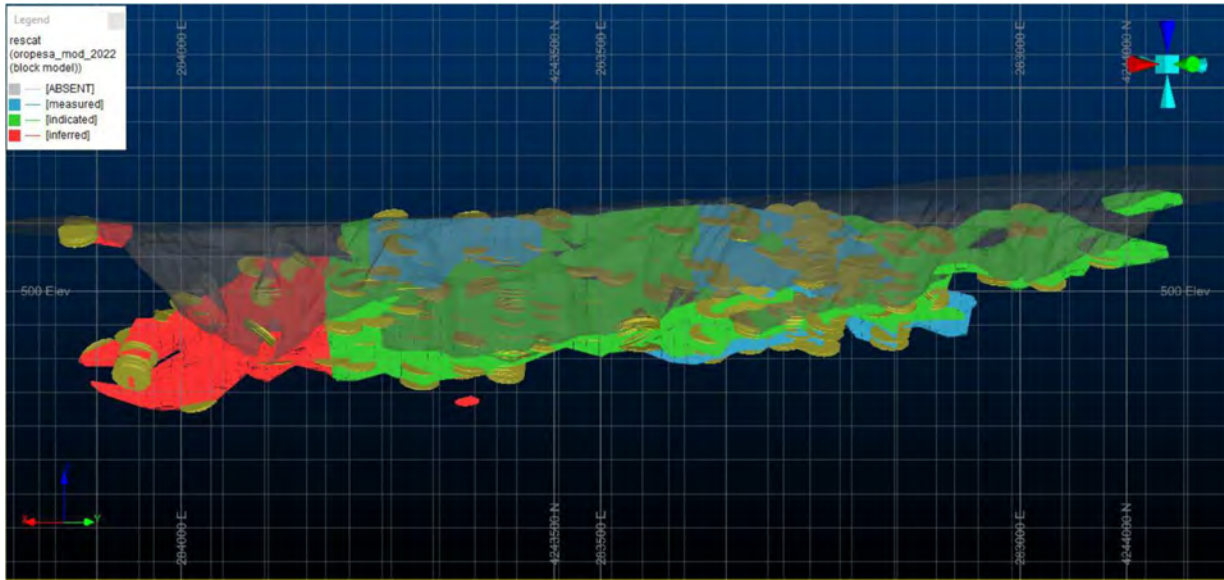 Legend
rescat
(oropesa_mod_2022
(block model))
[ABSENT]
[measured]
[indicated]
[inferred]
284000 E
4243500 N
283500 E
283000 E
4244000 N
500 Elev
500 Elev
X
Y
284000 E
4243500 N
283500 E
283000 E
4244000 N